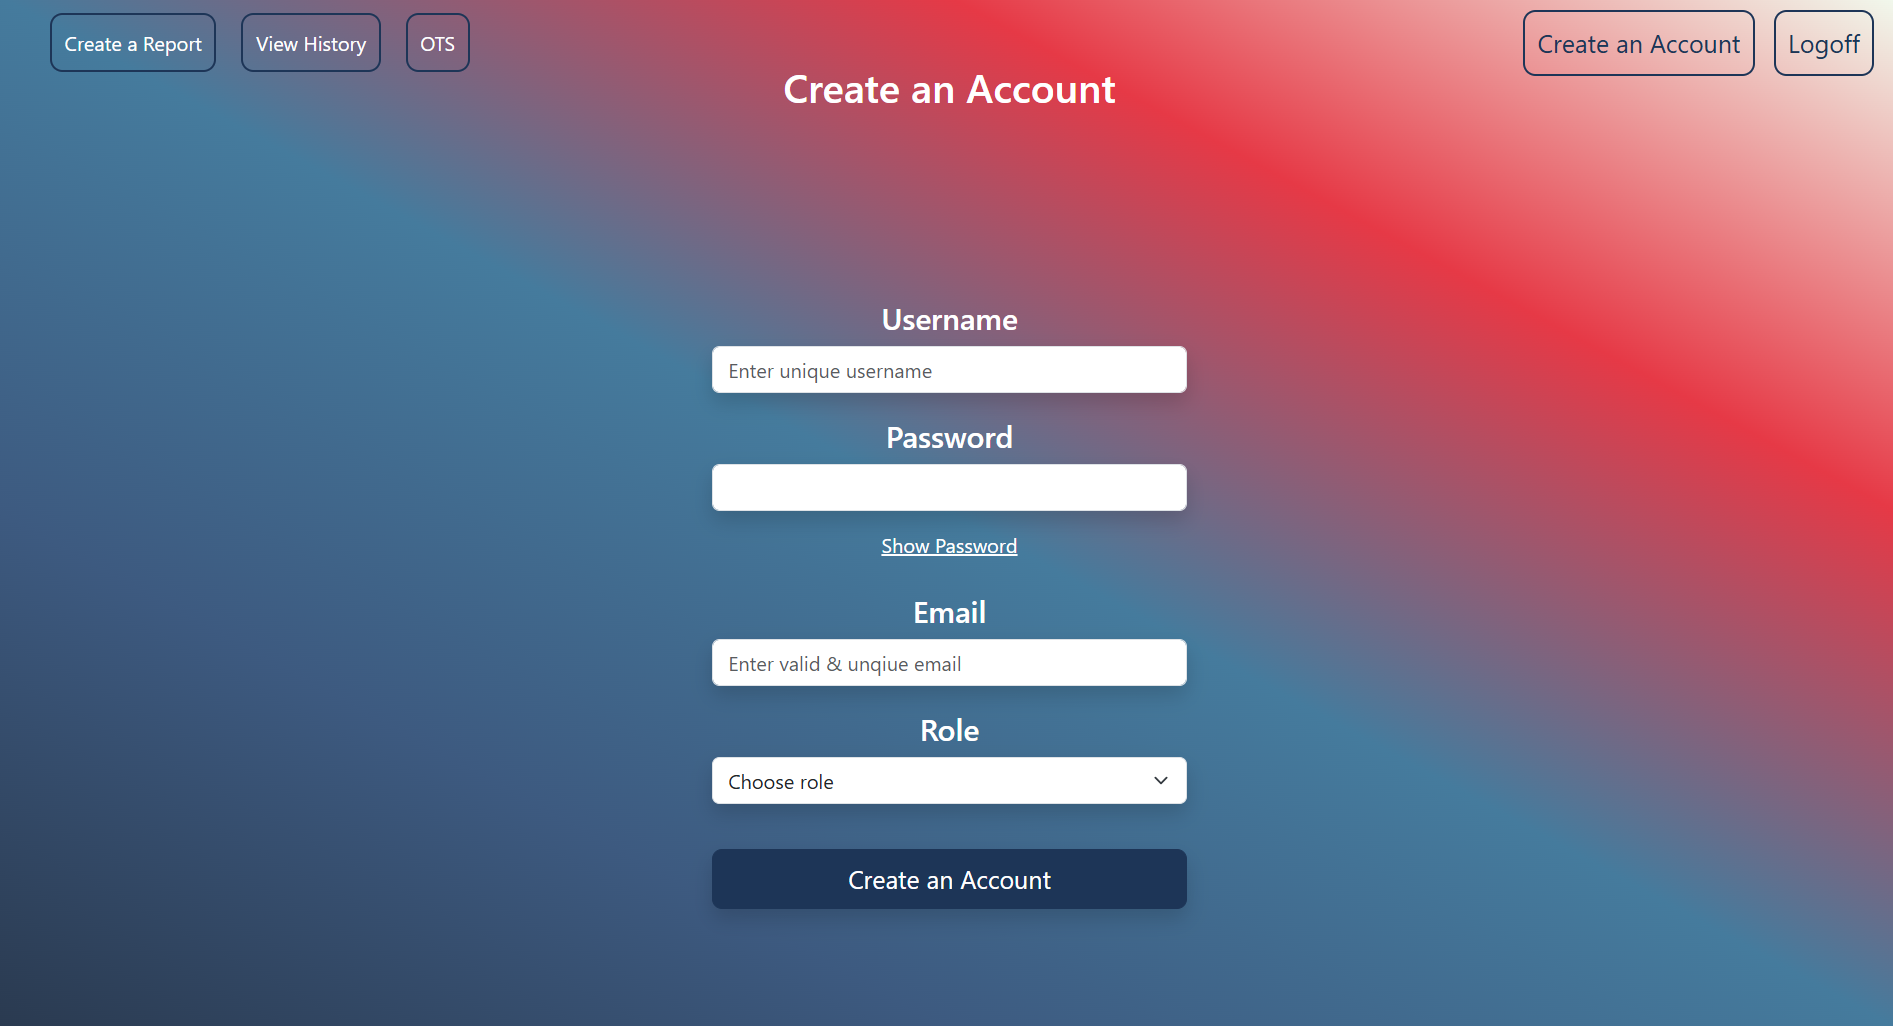 Create a Report
View History
OTS
Create an Account
Logoff
Create an Account
Username
Enter unique username
Password
Show Password
Email
Enter valid & unqiue email
Role
Choose role
Create an Account